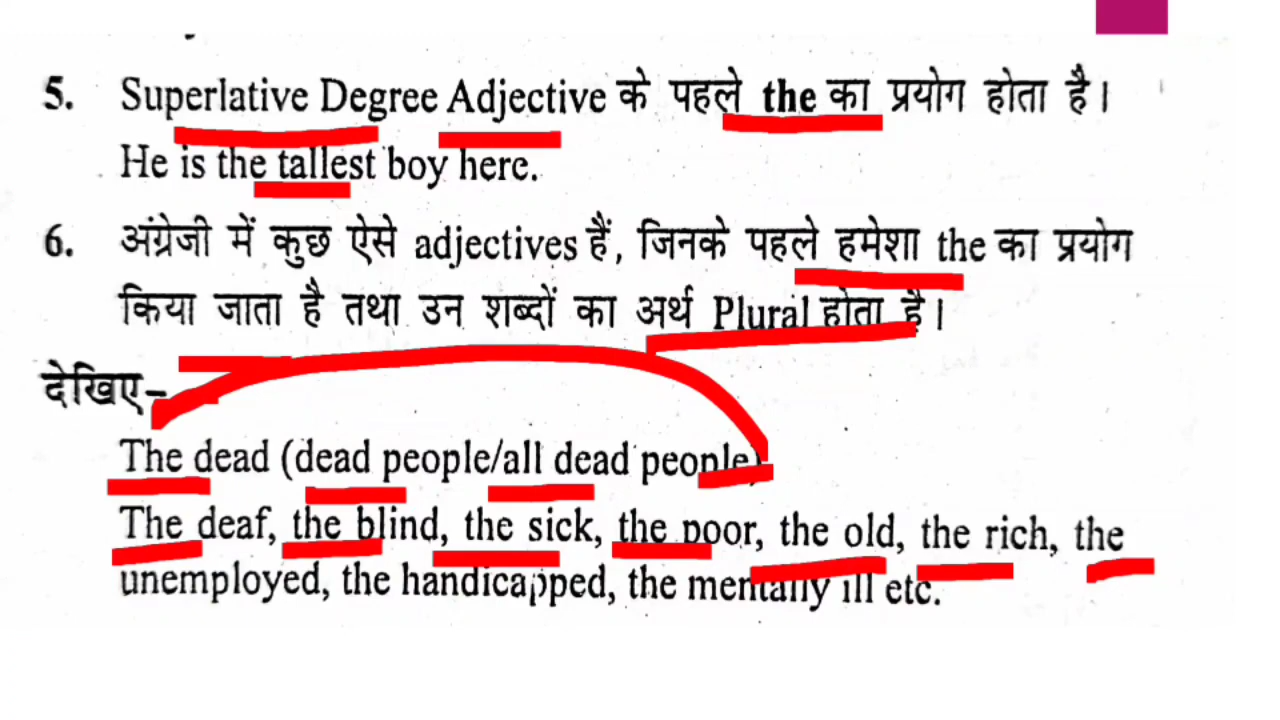 5. Superlative Degree Adjective के पहले the का प्रयोग होता है।
He is the tallest boy here.
6. अंग्रेजी में कुछ ऐसे adjectives हैं, जिनके पहले हमेशा the का प्रयोग
किया जाता है तथा उन शब्दों का अर्थ Plural होता है।
देखिए–
The dead (dead people/all dead people)
The deaf, the blind, the sick, the poor, the old, the rich, the
unemployed, the handicapped, the mentally ill etc.